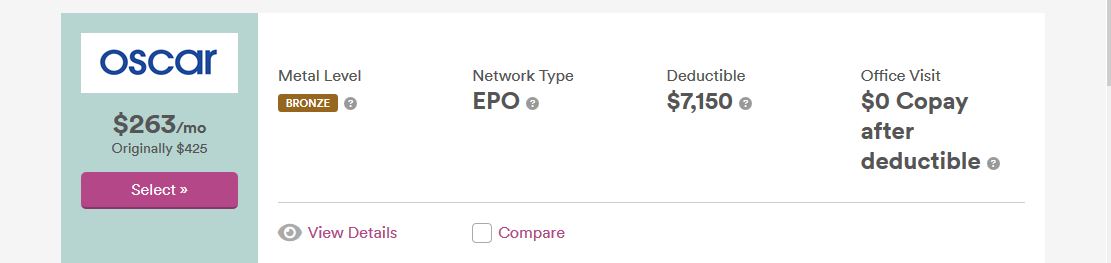 oscar
$263/mo
Originally $425
Select »
Metal Level
BRONZE ?
Network Type
EPO ?
Deductible
$7,150 ?
Office Visit
$0 Copay
after
deductible ?
View Details
Compare